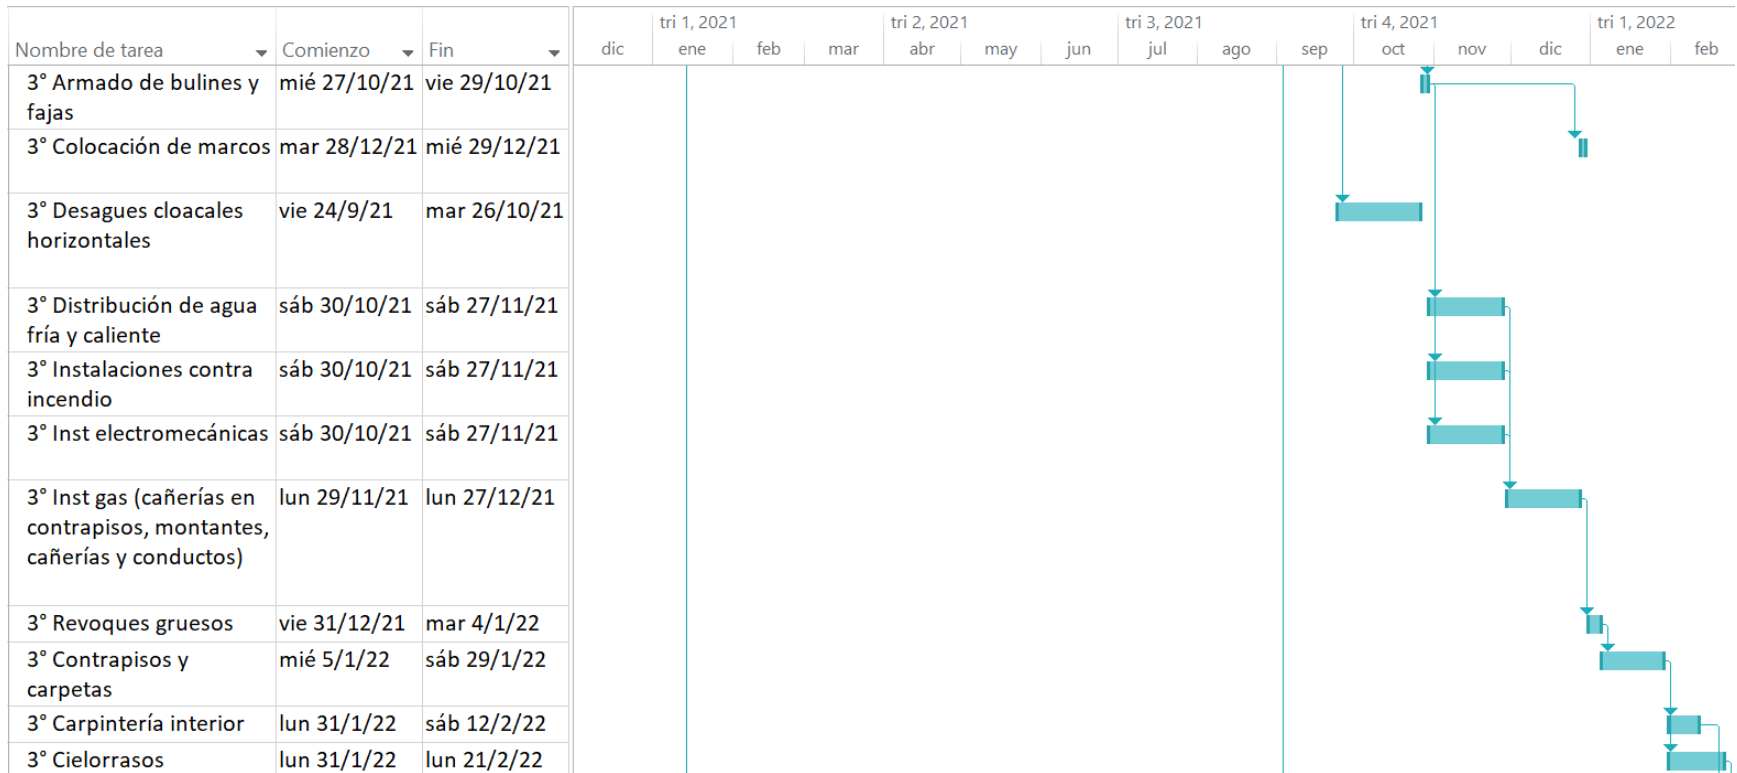 tri 1, 2021 tri 2, 2021 tri 3, 2021 tri 4, 2021 tri 1, 2022
Nombre de tarea Comienzo Fin dic ene feb mar abr may jun jul ago sep oct nov dic ene feb
3° Armado de bulines y mié 27/10/21 vie 29/10/21
fajas
3° Colocación de marcos mar 28/12/21 mié 29/12/21
3° Desagues cloacales vie 24/9/21 mar 26/10/21
horizontales
3° Distribución de agua sáb 30/10/21 sáb 27/11/21
fría y caliente
3° Instalaciones contra sáb 30/10/21 sáb 27/11/21
incendio
3° Inst electromecánicas sáb 30/10/21 sáb 27/11/21
3° Inst gas (cañerías en lun 29/11/21 lun 27/12/21
contrapisos, montantes,
cañerías y conductos)
3° Revoques gruesos vie 31/12/21 mar 4/1/22
3° Contrapisos y mié 5/1/22 sáb 29/1/22
carpetas
3° Carpintería interior lun 31/1/22 sáb 12/2/22
3° Cielorrasos lun 31/1/22 lun 21/2/22